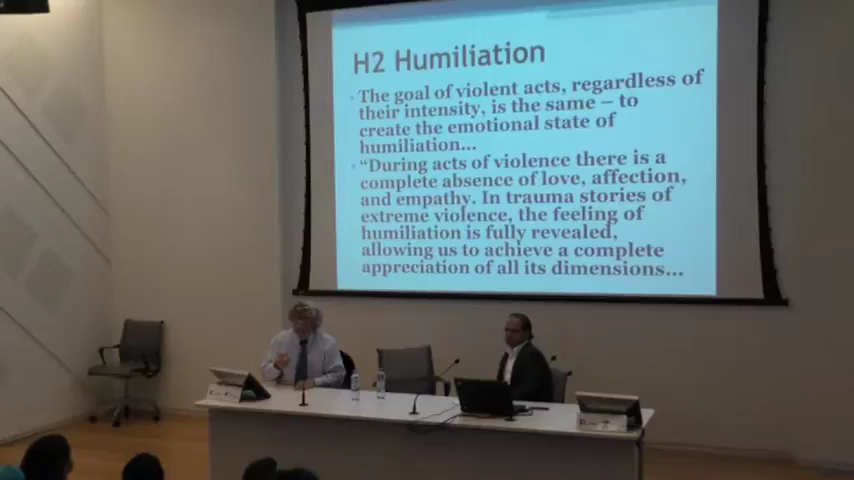 H2 Humiliation
The goal of violent acts, regardless of
their intensity, is the same – to
create the emotional state of
humiliation...
“During acts of violence there is a
complete absence of love, affection,
and empathy. In trauma stories of
extreme violence, the feeling of
humiliation is fully revealed,
allowing us to achieve a complete
appreciation of all its dimensions...